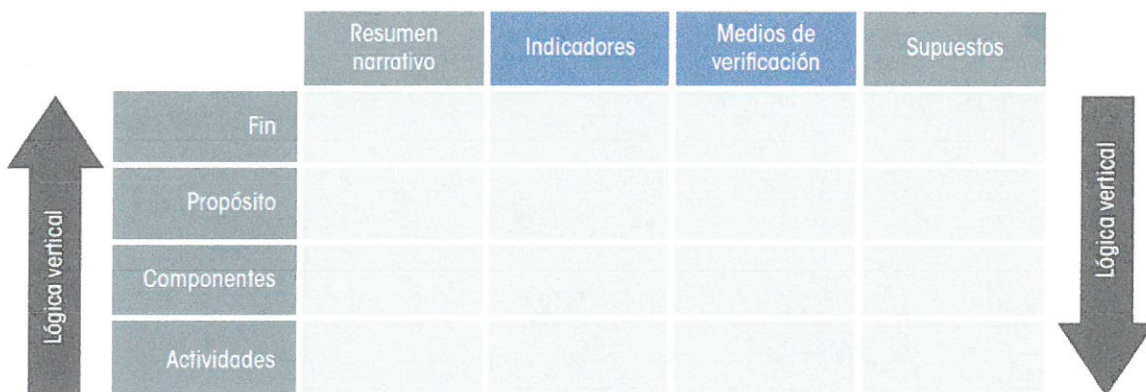 Resumen
narrativo
Indicadores
Medios de
verificación
Supuestos
Fin
Propósito
Componentes
Actividades
Lógica vertical
Lógica vertical